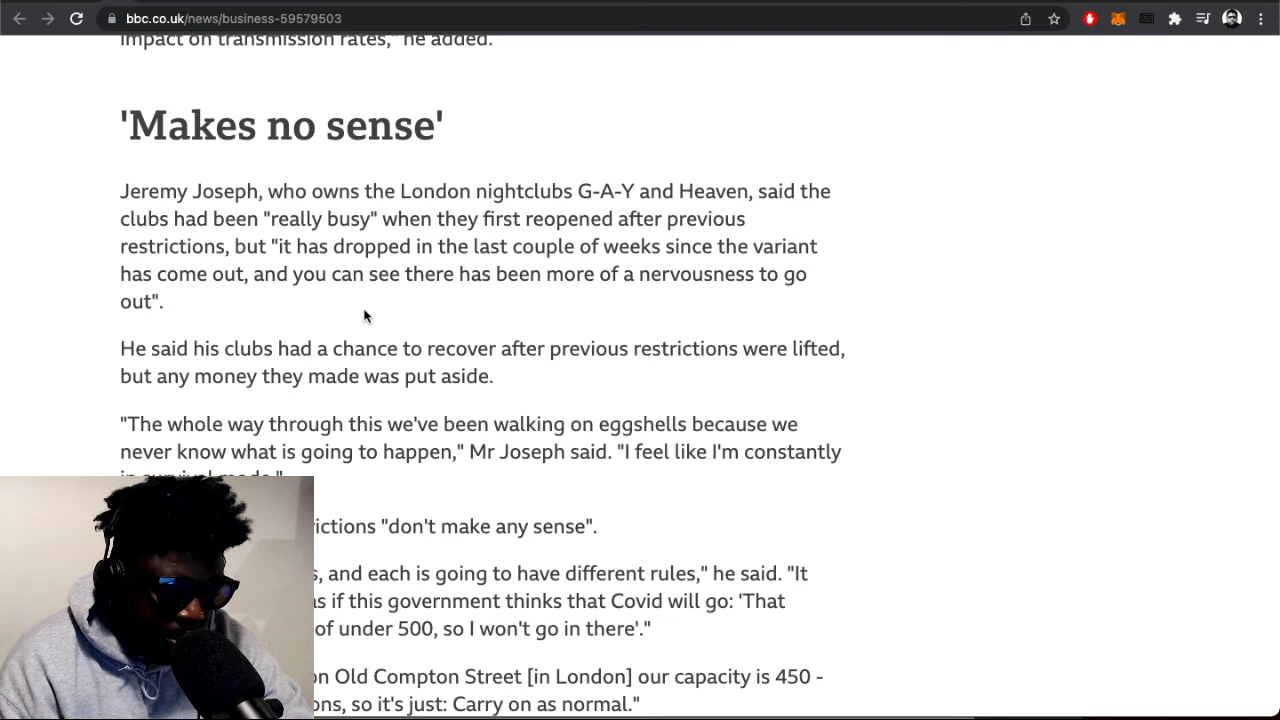 bbc.co.uk/news/business-59579503
impact on transmission rates," he added.
'Makes no sense'
Jeremy Joseph, who owns the London nightclubs G-A-Y and Heaven, said the
clubs had been "really busy" when they first reopened after previous
restrictions, but "it has dropped in the last couple of weeks since the variant
has come out, and you can see there has been more of a nervousness to go
out".
He said his clubs had a chance to recover after previous restrictions were lifted,
but any money they made was put aside.
"The whole way through this we've been walking on eggshells because we
never know what is going to happen," Mr Joseph said. "I feel like I'm constantly
in survival mode."
"don't make any sense".
and each is going to have different rules," he said. "It
as if this government thinks that Covid will go: 'That
of under 500, so I won't go in there'."
on Old Compton Street [in London] our capacity is 450 -
so it's just: Carry on as normal."